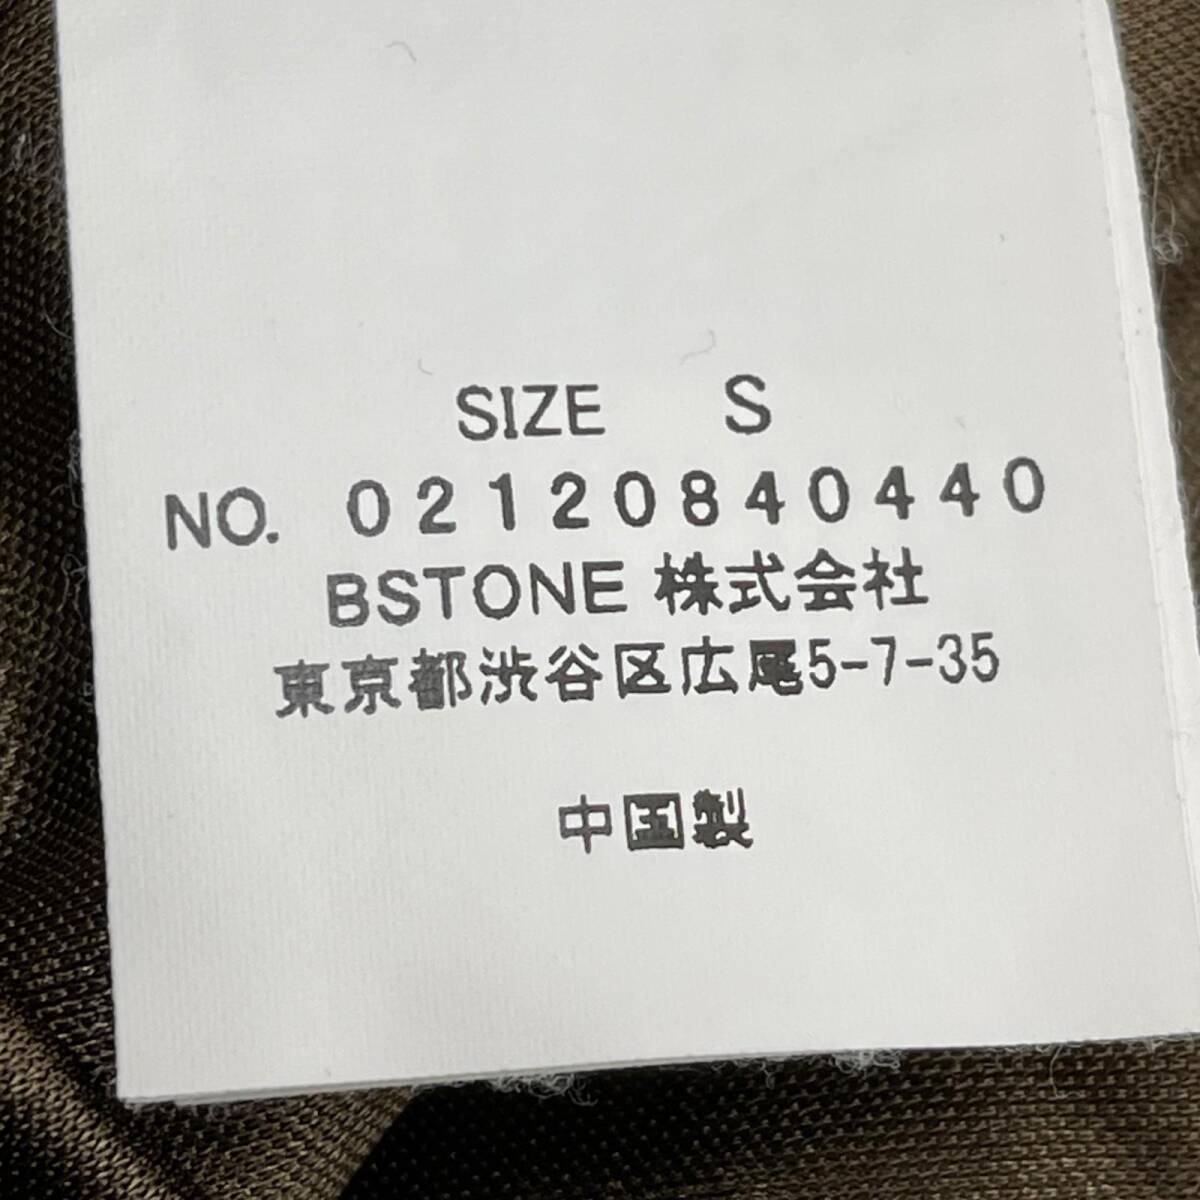 SIZE S
NO. 02120840440
BSTONE 株式会社
東京都渋谷区広尾5-7-35
中国製